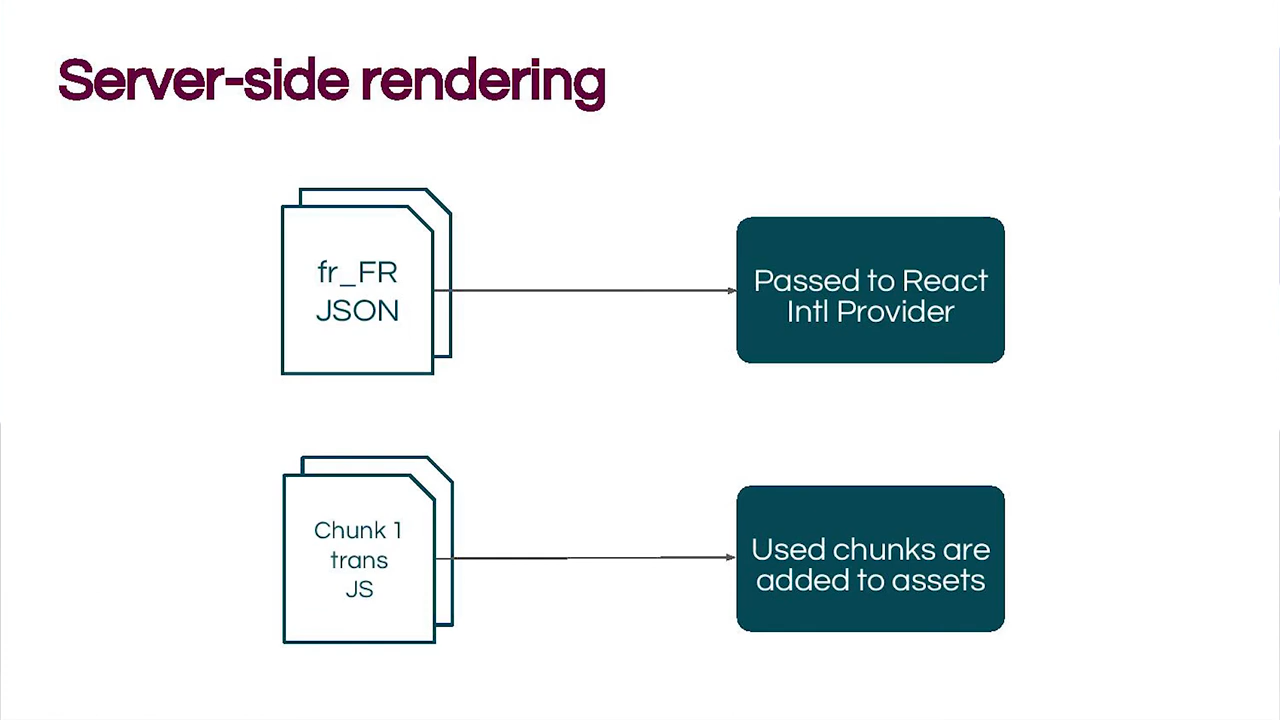 Server-side rendering
fr_FR
JSON
Passed to React
Intl Provider
Chunk 1
trans
JS
Used chunks are
added to assets